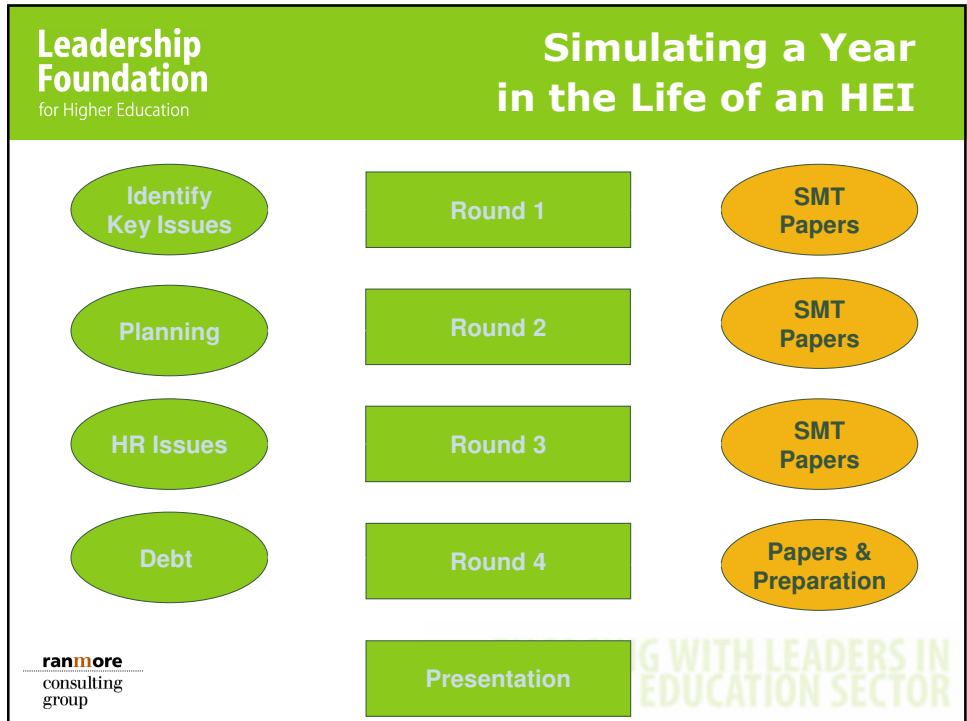 Leadership
Foundation
for Higher Education
Simulating a Year
in the Life of an HEI
Identify
Key Issues
Round 1
SMT
Papers
Planning
Round 2
SMT
Papers
HR Issues
Round 3
SMT
Papers
Debt
Round 4
Papers &
Preparation
ranmore
consulting
group
Presentation
G WITH LEADERS IN
EDUCATION SECTOR